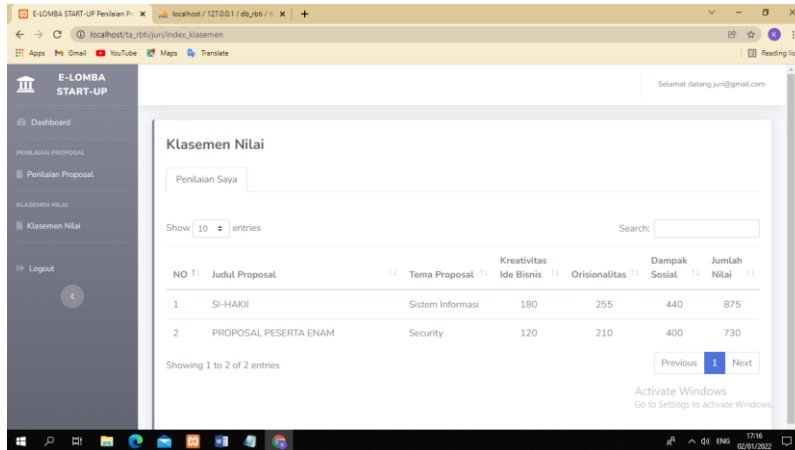 E-LOMBA START-UP Penilaian Pr
localhost / 127.0.0.1 / db_rbti / t
localhost/ta_rbti/juri/index_klasemen
Apps Gmail YouTube Maps Translate Reading lis
E-LOMBA
START-UP
Selamat datang juri@gmail.com
Dashboard
PENILAIAN PROPOSAL
Penilaian Proposal
KLASEMEN NILAI
Klasemen Nilai
Logout
Klasemen Nilai
Penilaian Saya
Show 10 entries Search:
NO Judul Proposal Tema Proposal Kreativitas Ide Bisnis Orisionalitas Dampak Sosial Jumlah Nilai
1 SI-HAKII Sistem Informasi 180 255 440 875
2 PROPOSAL PESERTA ENAM Security 120 210 400 730
Showing 1 to 2 of 2 entries Previous 1 Next
Activate Windows
Go to Settings to activate Windows.
ENG 17:16
02/01/2022